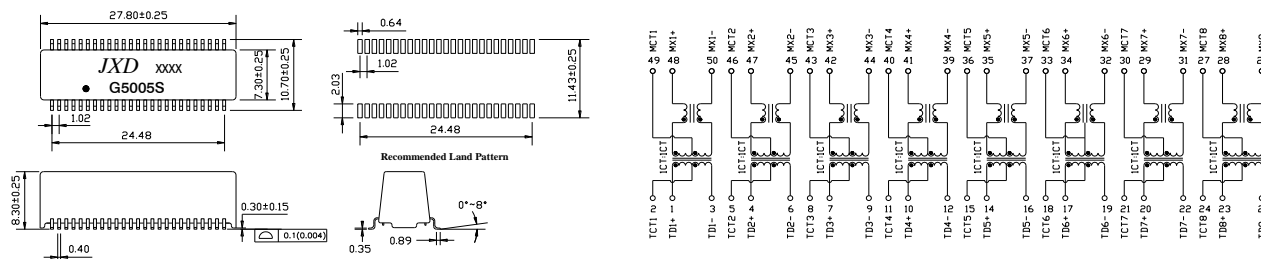 27.80±0.25
JXD XXXX
G5005S
7.30±0.25
10.70±0.25
1.02
24.48
0.64
1.02
2.03
11.43±0.25
24.48
Recommended Land Pattern
8.30±0.25
0.30±0.15
0.1(0.004)
0.40
0.35
0.89
0°~8°
MCT1 MX1+ MX1- MCT2 MX2+ MX2- MCT3 MX3+ MX3- MCT4 MX4+ MX4- MCT5 MX5+ MX5- MCT6 MX6+ MX6- MCT7 MX7+ MX7- MCT8 MX8+
49 48 50 46 47 45 43 42 44 40 41 39 36 35 37 33 34 32 30 29 31 27 28
1CT:1CT 1CT:1CT 1CT:1CT 1CT:1CT 1CT:1CT 1CT:1CT 1CT:1CT 1CT:1CT
2 1 3 5 4 6 8 7 9 11 10 12 15 14 16 18 17 19 21 20 22 24 23
TCT1 TD1+ TD1- TCT2 TD2+ TD2- TCT3 TD3+ TD3- TCT4 TD4+ TD4- TCT5 TD5+ TD5- TCT6 TD6+ TD6- TCT7 TD7+ TD7- TCT8 TD8+